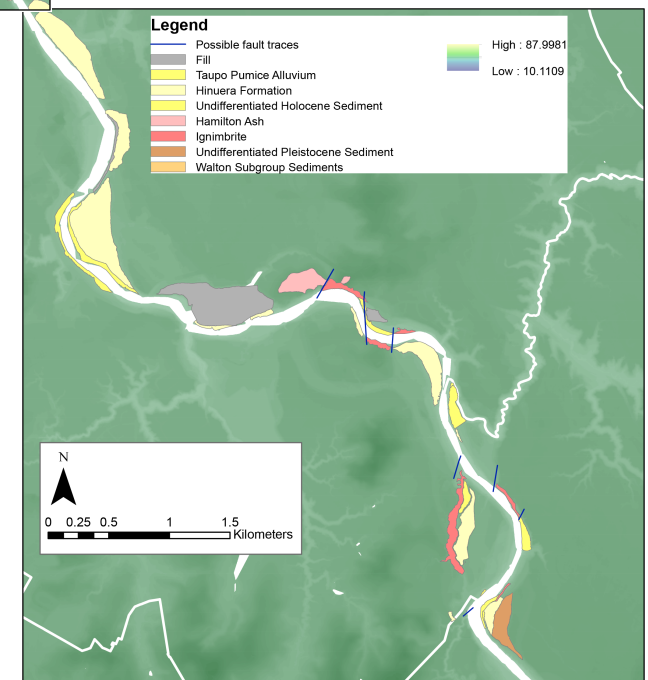 Legend
Possible fault traces
Fill
Taupo Pumice Alluvium
Hinuera Formation
Undifferentiated Holocene Sediment
Hamilton Ash
Ignimbrite
Undifferentiated Pleistocene Sediment
Walton Subgroup Sediments
High : 87.9981
Low : 10.1109
N
0 0.25 0.5 1 1.5
Kilometers